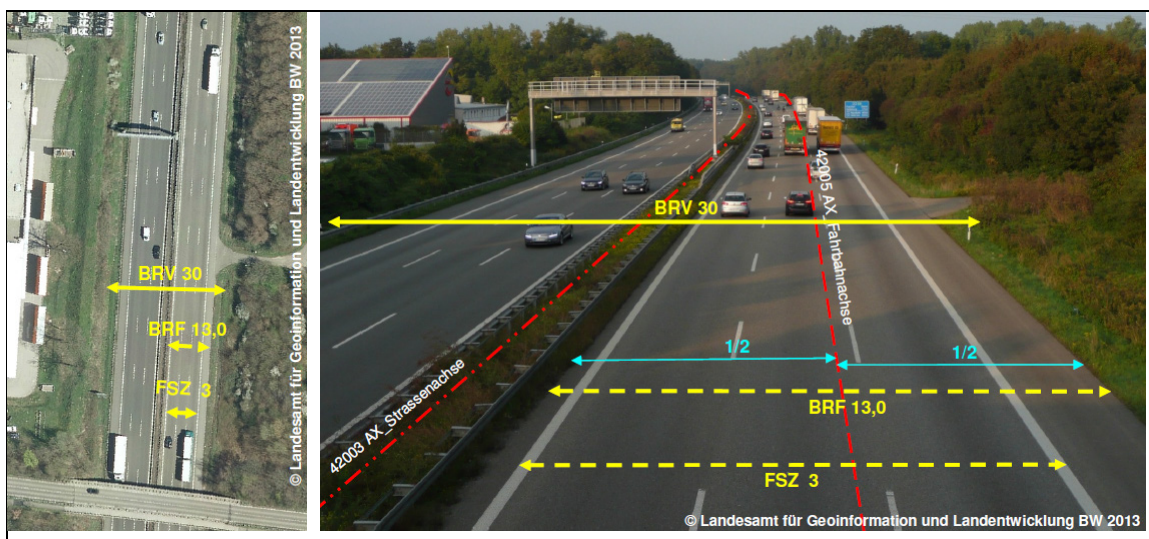 BRV 30
BRF 13,0
FSZ 3
© Landesamt für Geoinformation und Landentwicklung BW 2013
BRV 30
42005 AX_Fahrbahnachse
1/2
1/2
BRF 13,0
42003 AX_Strassenachse
FSZ 3
© Landesamt für Geoinformation und Landentwicklung BW 2013